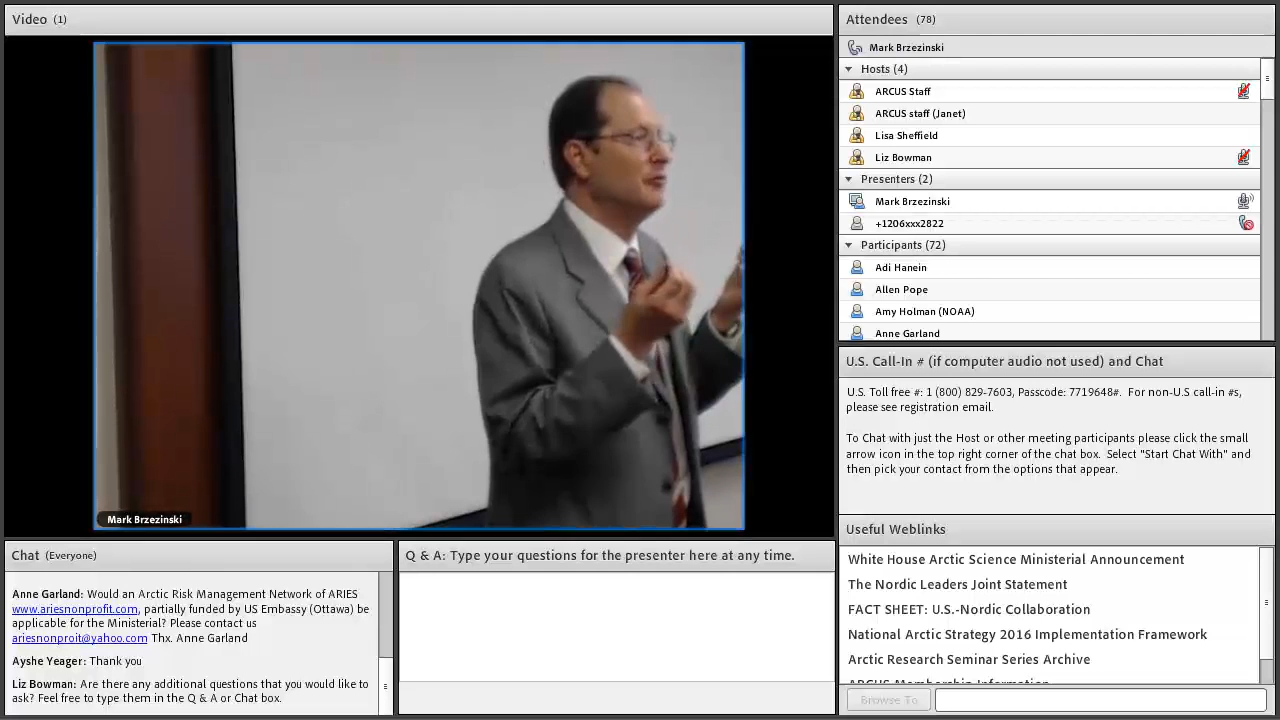 Video (1)
Mark Brzezinski
Attendees (78)
Mark Brzezinski
Hosts (4)
ARCUS Staff
ARCUS staff (Janet)
Lisa Sheffield
Liz Bowman
Presenters (2)
Mark Brzezinski
+1206xxx2822
Participants (72)
Adi Hanein
Allen Pope
Amy Holman (NOAA)
Anne Garland
U.S. Call-In # (if computer audio not used) and Chat
U.S. Toll free #: 1 (800) 829-7603, Passcode: 7719648#. For non-U.S call-in #s,
please see registration email.
To Chat with just the Host or other meeting participants please click the small
arrow icon in the top right corner of the chat box. Select "Start Chat With" and
then pick your contact from the options that appear.
Useful Weblinks
White House Arctic Science Ministerial Announcement
The Nordic Leaders Joint Statement
FACT SHEET: U.S.-Nordic Collaboration
National Arctic Strategy 2016 Implementation Framework
Arctic Research Seminar Series Archive
ARCUS Membership Information
Browse To
Chat (Everyone)
Anne Garland: Would an Arctic Risk Management Network of ARIES
www.ariesnonprofit.com, partially funded by US Embassy (Ottawa) be
applicable for the Ministerial? Please contact us
ariesnonproit@yahoo.com Thx. Anne Garland
Ayshe Yeager: Thank you
Liz Bowman: Are there any additional questions that you would like to
ask? Feel free to type them in the Q & A or Chat box.
Q & A: Type your questions for the presenter here at any time.